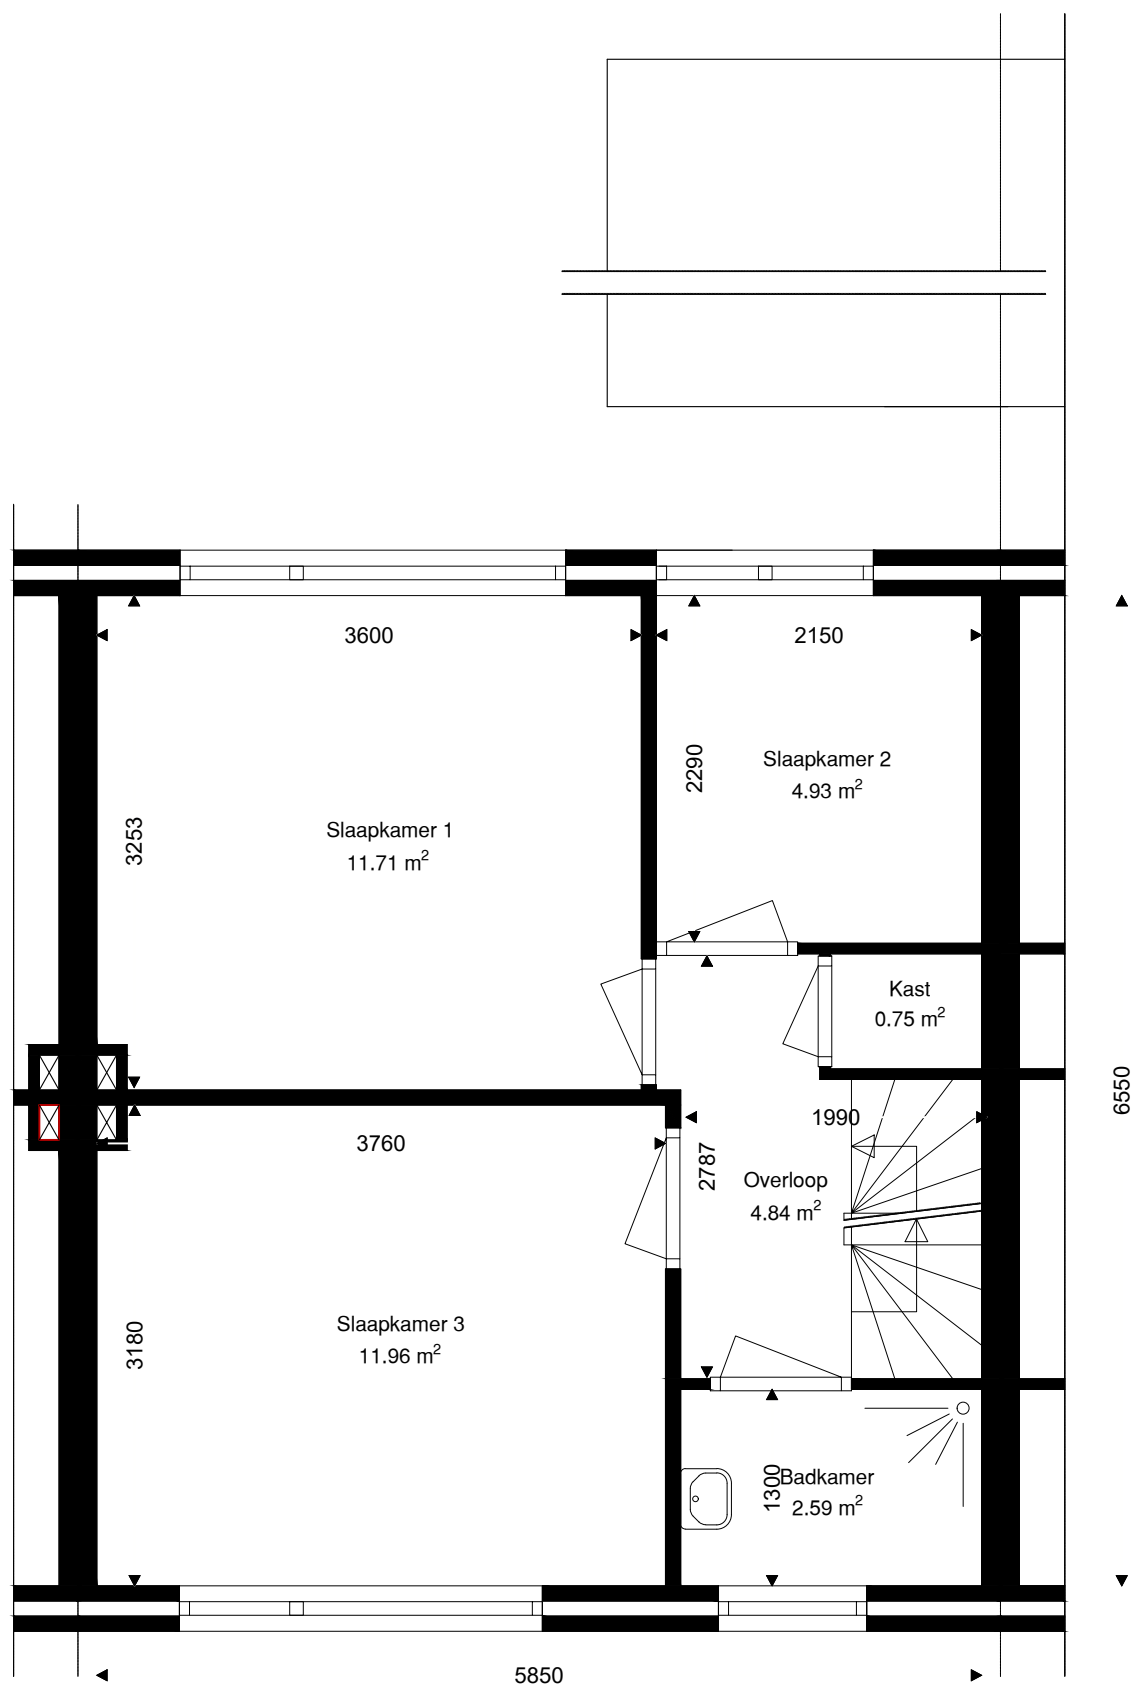 3600
2150
2290
Slaapkamer 2
4.93 m²
3253
Slaapkamer 1
11.71 m²
Kast
0.75 m²
6550
1990
3760
2787
Overloop
4.84 m²
3180
Slaapkamer 3
11.96 m²
1300
Badkamer
2.59 m²
5850